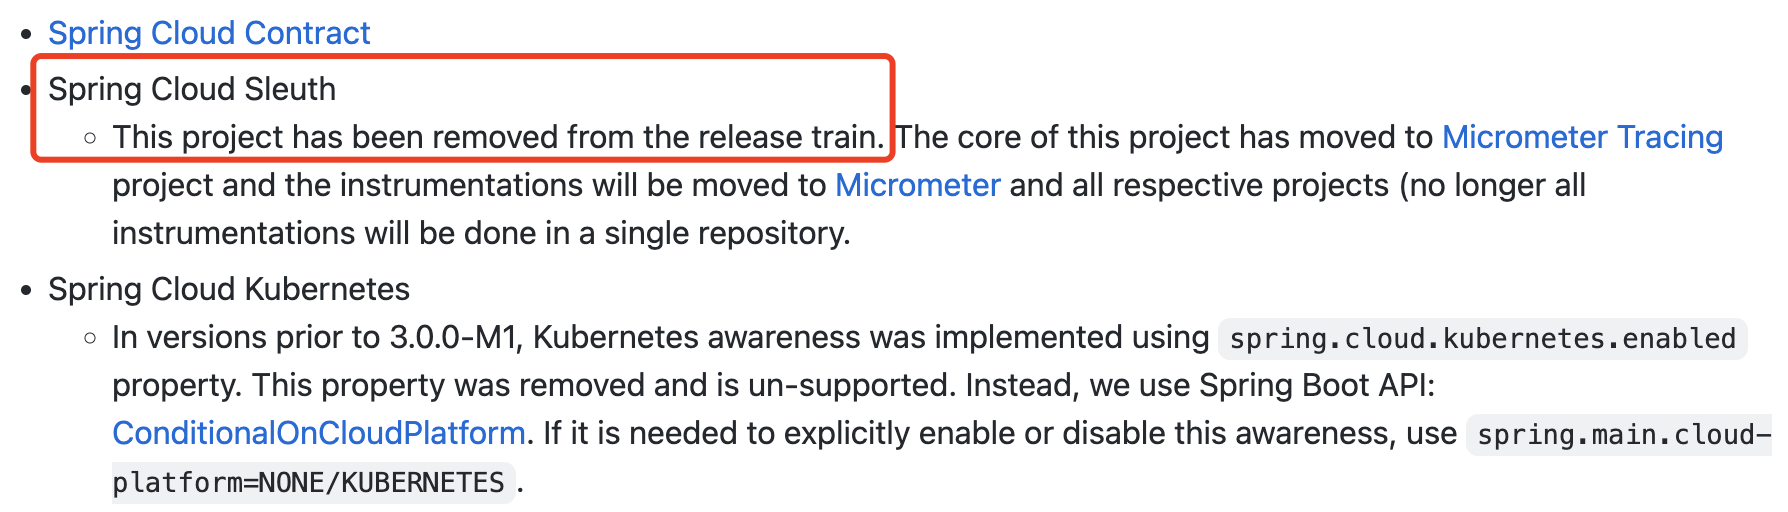 Spring Cloud Contract
Spring Cloud Sleuth
This project has been removed from the release train. The core of this project has moved to Micrometer Tracing
project and the instrumentations will be moved to Micrometer and all respective projects (no longer all
instrumentations will be done in a single repository.
Spring Cloud Kubernetes
In versions prior to 3.0.0-M1, Kubernetes awareness was implemented using spring.cloud.kubernetes.enabled
property. This property was removed and is un-supported. Instead, we use Spring Boot API:
ConditionalOnCloudPlatform. If it is needed to explicitly enable or disable this awareness, use spring.main.cloud-
platform=NONE/KUBERNETES.